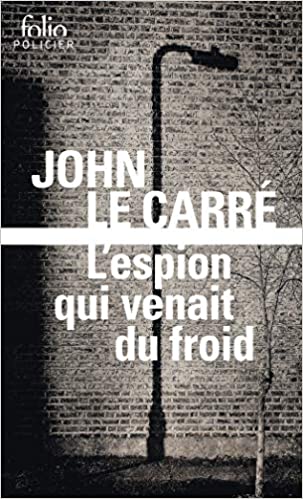 folio
POLICIER
JOHN
LE CARRÉ
L'espion
qui venait
du froid